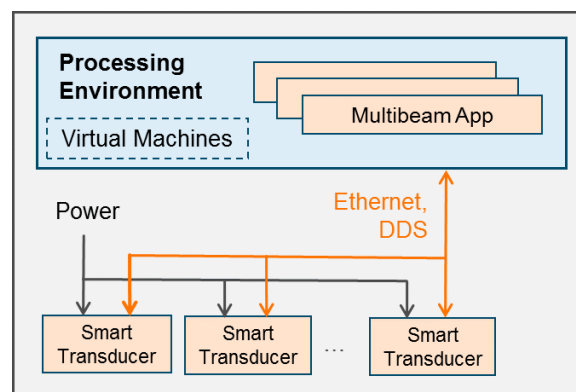 Processing
Environment
Virtual Machines
Multibeam App
Power
Ethernet,
DDS
Smart
Transducer
Smart
Transducer
...
Smart
Transducer